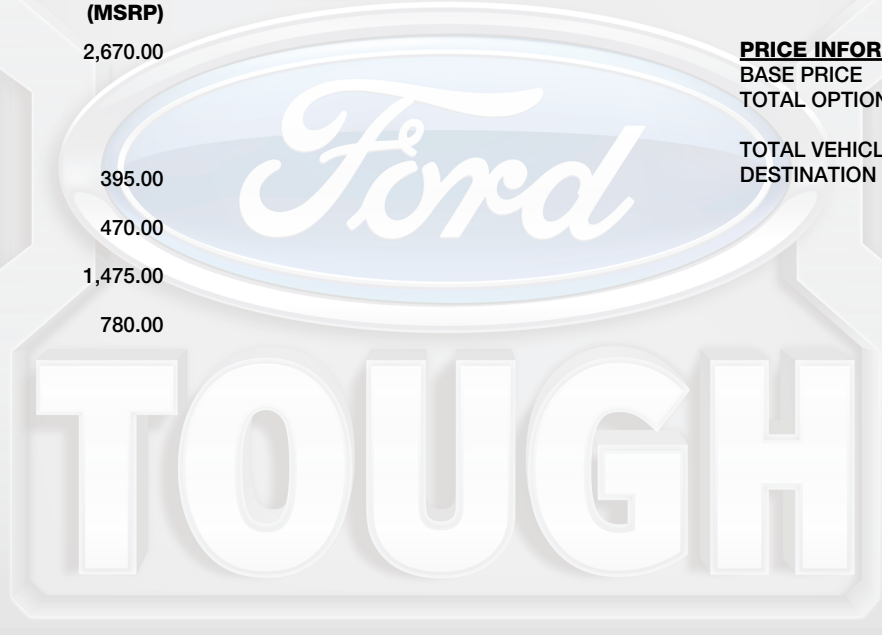 (MSRP)
2,670.00
395.00
470.00
1,475.00
780.00
PRICE INFOR
BASE PRICE
TOTAL OPTION
TOTAL VEHICL
DESTINATION
Ford
TOUGH